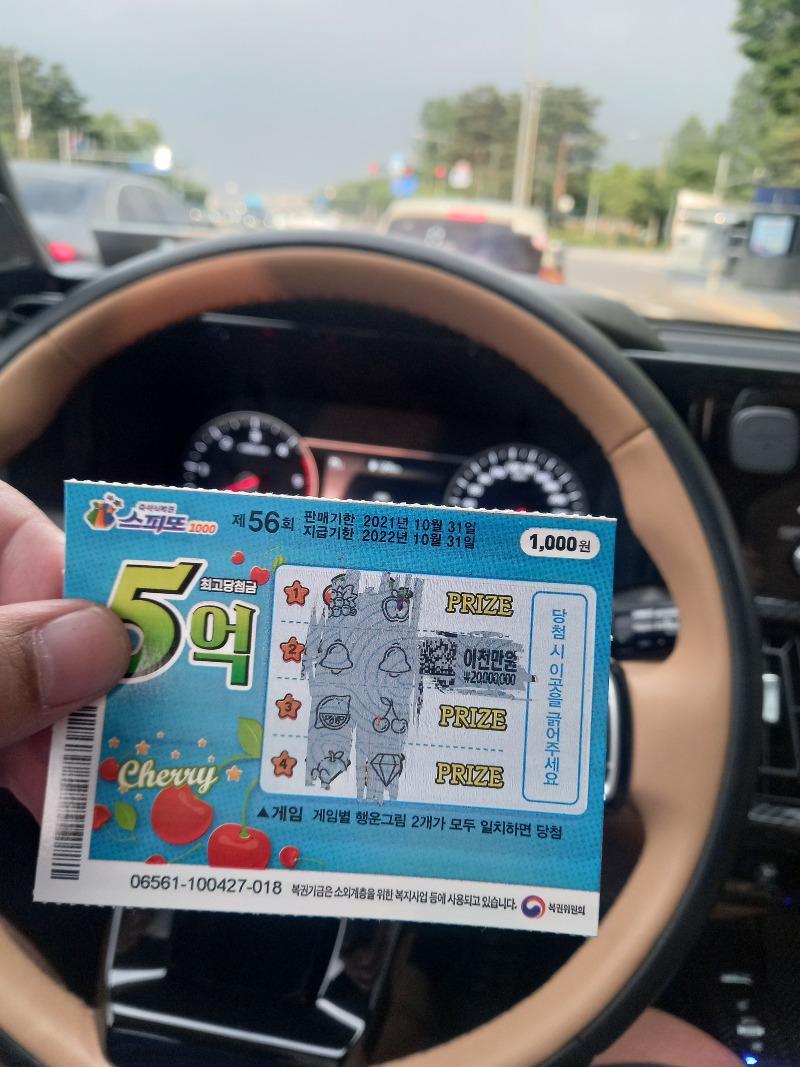 즉석식복권
스피또 1000
제56회
판매기한 2021년 10월 31일
지급기한 2022년 10월 31일
1,000원
최고당첨금
5억
Cherry
1
PRIZE
2
이천만원
₩20,000,000
3
PRIZE
4
PRIZE
당첨 시 이곳을 긁어주세요
▲게임 게임별 행운그림 2개가 모두 일치하면 당첨
06561-100427-018
복권기금은 소외계층을 위한 복지사업 등에 사용되고 있습니다.
복권위원회